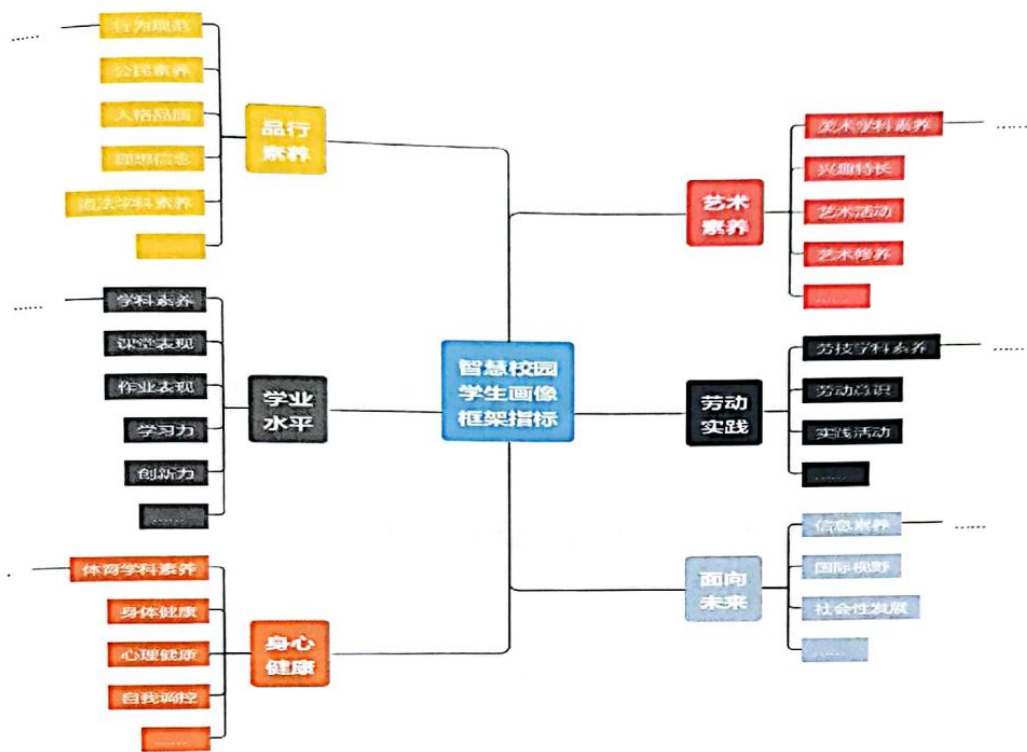 智慧校园
学生画像
框架指标
品行
素养
行为规范
......
公民素养
人格品质
理想信念
道法学科素养
学业
水平
学科素养
......
课堂表现
作业表现
学习力
创新力
......
身心
健康
体育学科素养
身体健康
心理健康
自我调控
......
艺术
素养
美术学科素养
......
兴趣特长
艺术活动
艺术修养
......
劳动
实践
劳技学科素养
......
劳动意识
实践活动
......
面向
未来
信息素养
......
国际视野
社会性发展
......